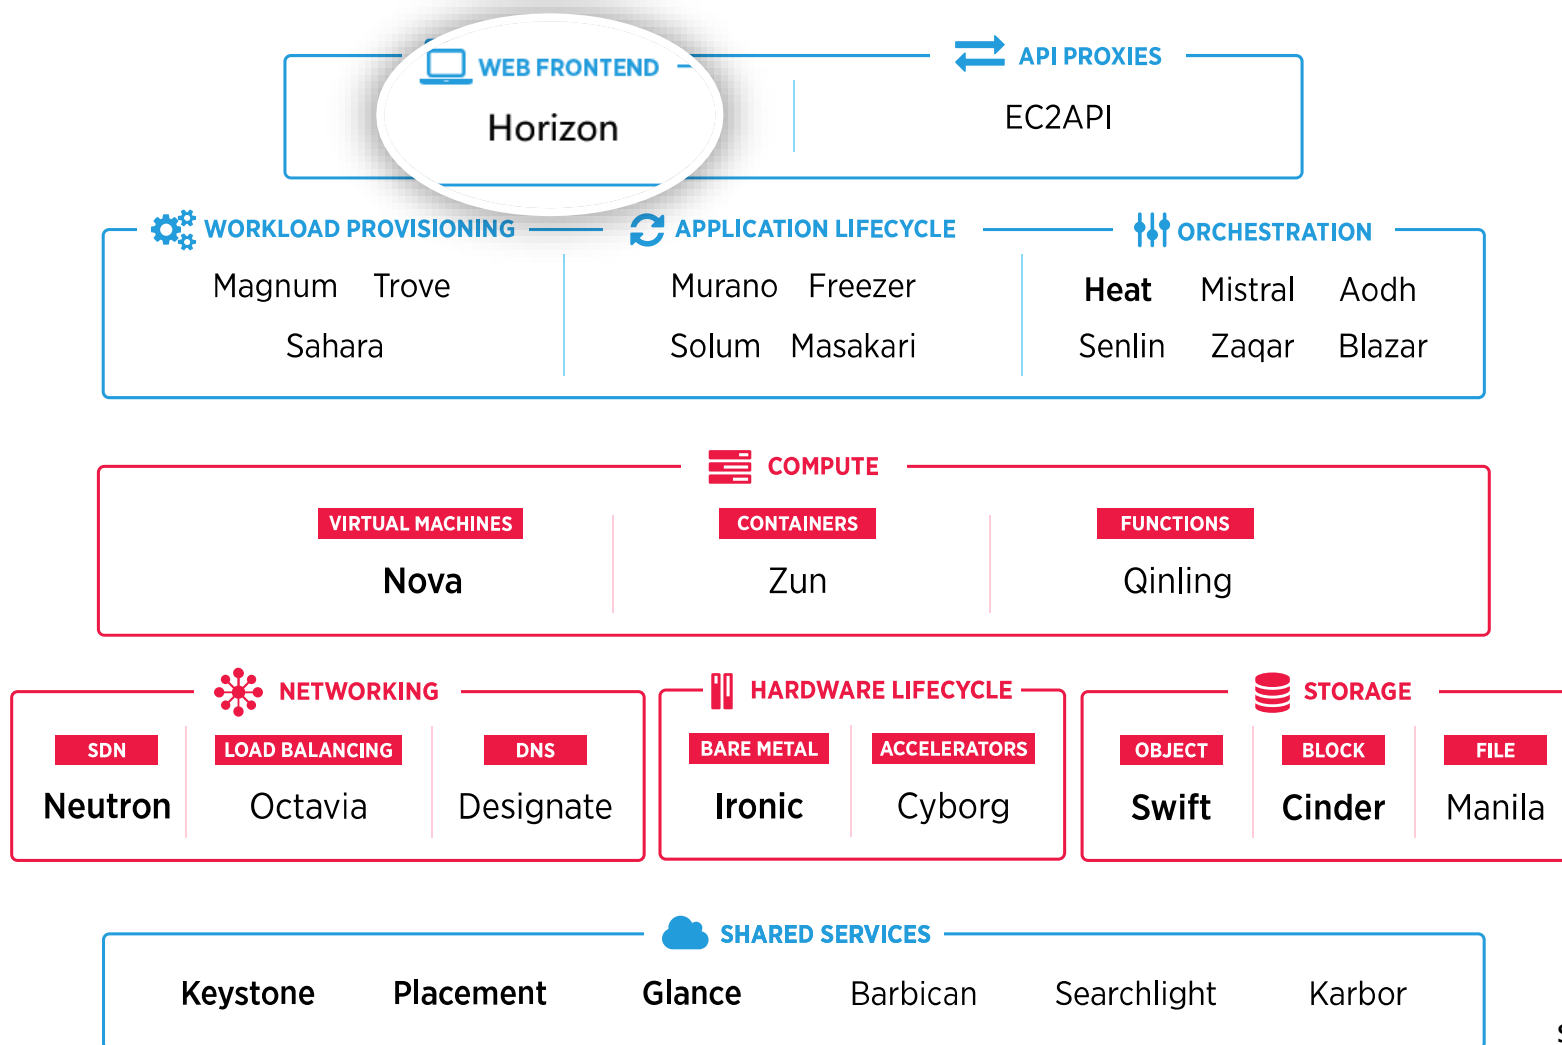 WEB FRONTEND
API PROXIES
Horizon
EC2API
WORKLOAD PROVISIONING
APPLICATION LIFECYCLE
ORCHESTRATION
Magnum Trove
Sahara
Murano Freezer
Solum Masakari
Heat Mistral Aodh
Senlin Zaqar Blazar
COMPUTE
VIRTUAL MACHINES
CONTAINERS
FUNCTIONS
Nova
Zun
Qinling
NETWORKING
HARDWARE LIFECYCLE
STORAGE
SDN
LOAD BALANCING
DNS
BARE METAL
ACCELERATORS
OBJECT
BLOCK
FILE
Neutron
Octavia
Designate
Ironic
Cyborg
Swift
Cinder
Manila
SHARED SERVICES
Keystone Placement Glance Barbican Searchlight Karbor